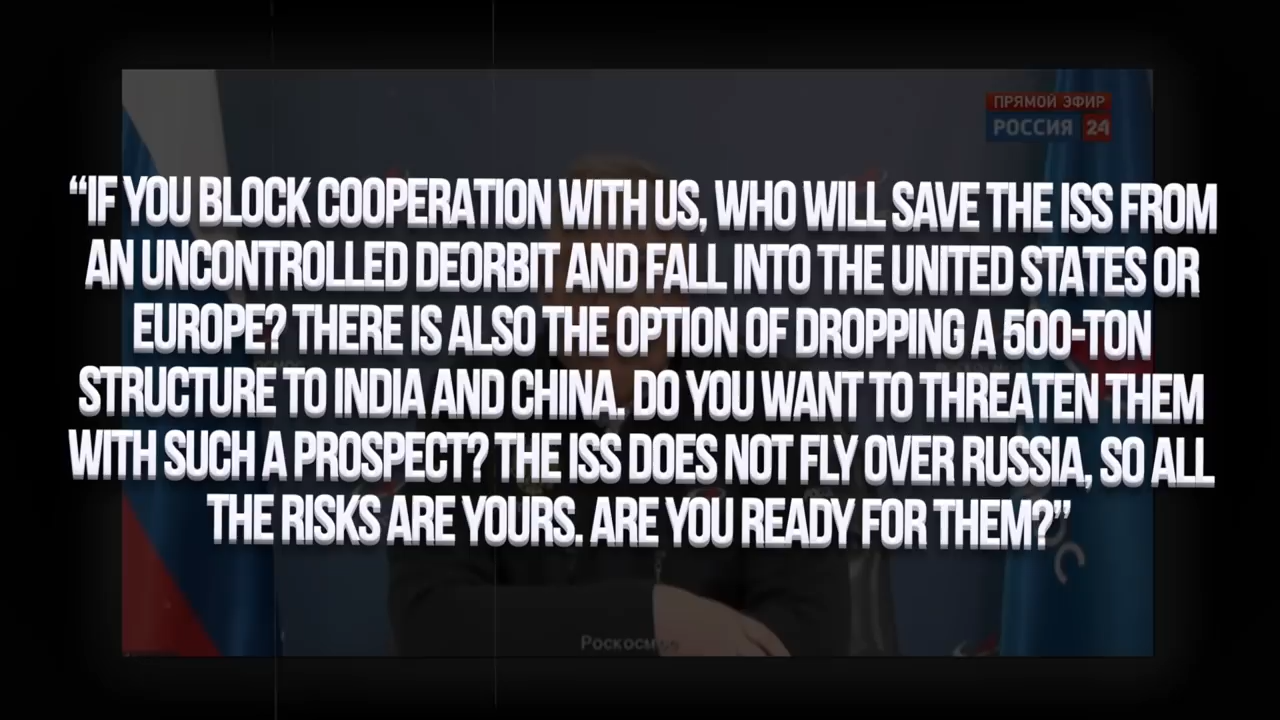 ПРЯМОЙ ЭФИР
РОССИЯ 24
“IF YOU BLOCK COOPERATION WITH US, WHO WILL SAVE THE ISS FROM
AN UNCONTROLLED DEORBIT AND FALL INTO THE UNITED STATES OR
EUROPE? THERE IS ALSO THE OPTION OF DROPPING A 500-TON
STRUCTURE TO INDIA AND CHINA. DO YOU WANT TO THREATEN THEM
WITH SUCH A PROSPECT? THE ISS DOES NOT FLY OVER RUSSIA, SO ALL
THE RISKS ARE YOURS. ARE YOU READY FOR THEM?”